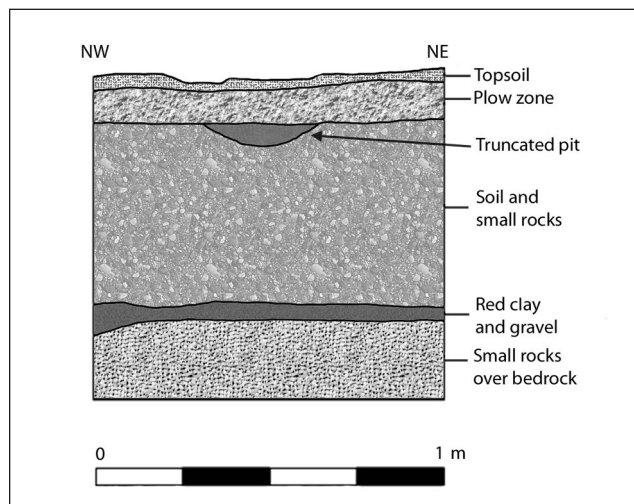 NW
NE
Topsoil
Plow zone
Truncated pit
Soil and
small rocks
Red clay
and gravel
Small rocks
over bedrock
0
1 m